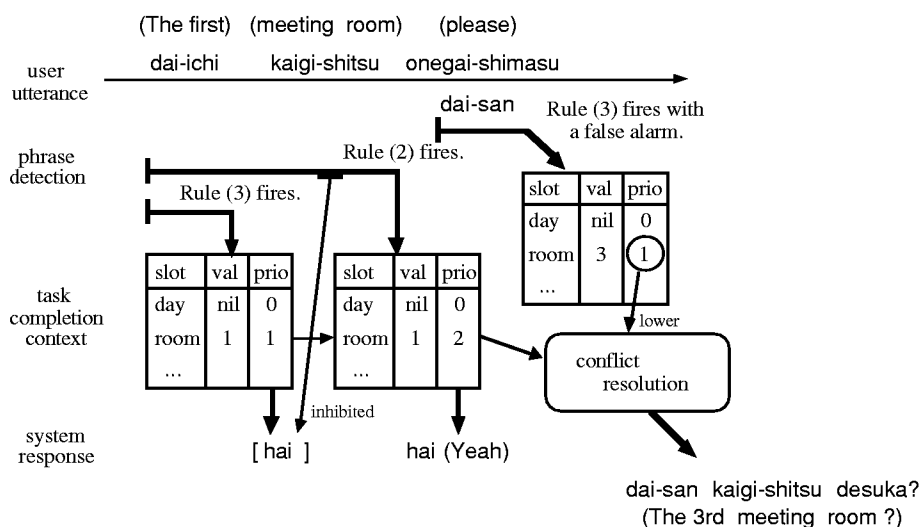 (The first) (meeting room) (please)
dai-ichi kaigi-shitsu onegai-shimasu
user
utterance
dai-san
Rule (3) fires with
a false alarm.
phrase
detection
Rule (2) fires.
Rule (3) fires.
slot val prio
day nil 0
room 3 1
...
lower
task
completion
context
slot val prio
day nil 0
room 1 1
...
slot val prio
day nil 0
room 1 2
...
conflict
resolution
inhibited
system
response
[ hai ]
hai (Yeah)
dai-san kaigi-shitsu desuka?
(The 3rd meeting room ?)